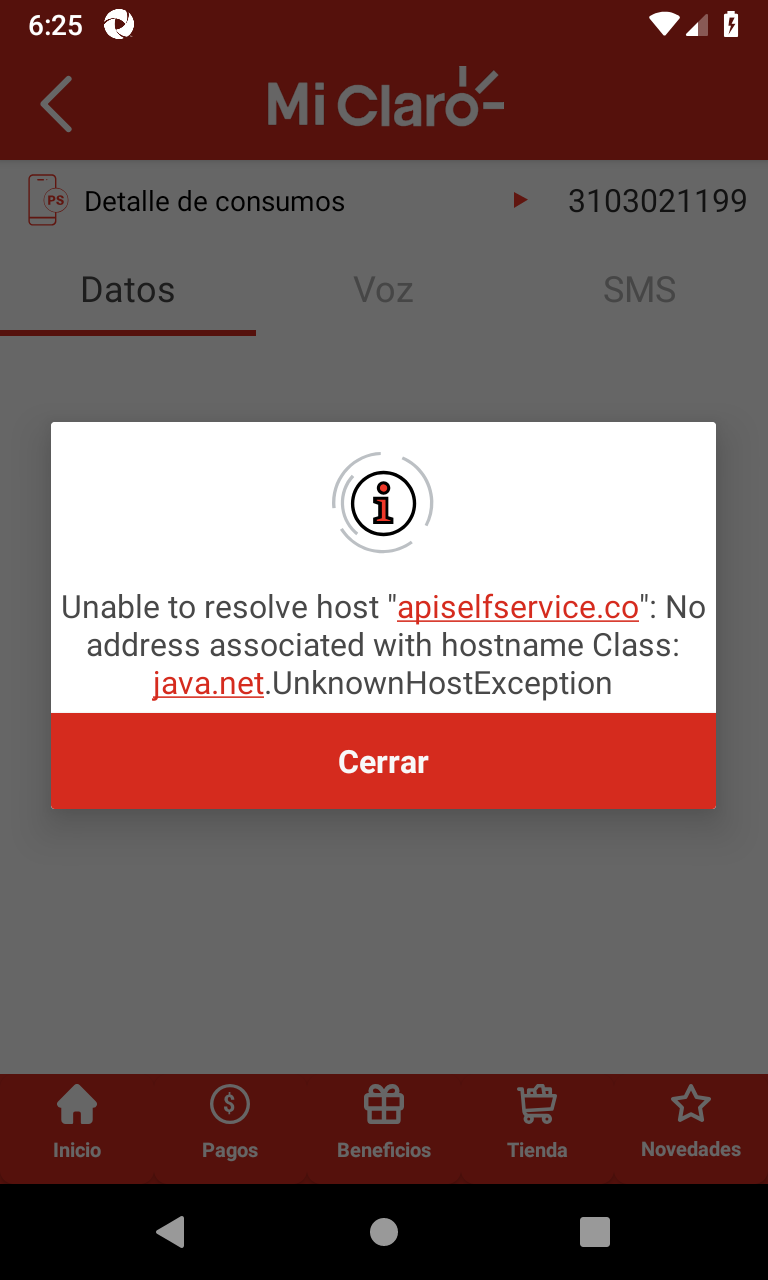 6:25
Mi Claro
PS
Detalle de consumos
3103021199
Datos
Voz
SMS
Unable to resolve host "apiselfservice.co": No
address associated with hostname Class:
java.net.UnknownHostException
Cerrar
Inicio
Pagos
Beneficios
Tienda
Novedades